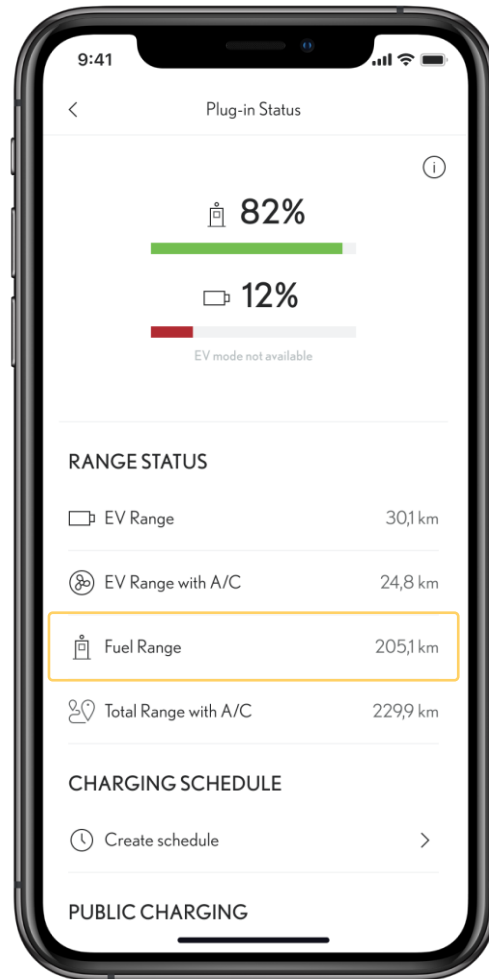 9:41
Plug-in Status
82%
12%
EV mode not available
RANGE STATUS
EV Range 30,1 km
EV Range with A/C 24,8 km
Fuel Range 205,1 km
Total Range with A/C 229,9 km
CHARGING SCHEDULE
Create schedule
PUBLIC CHARGING